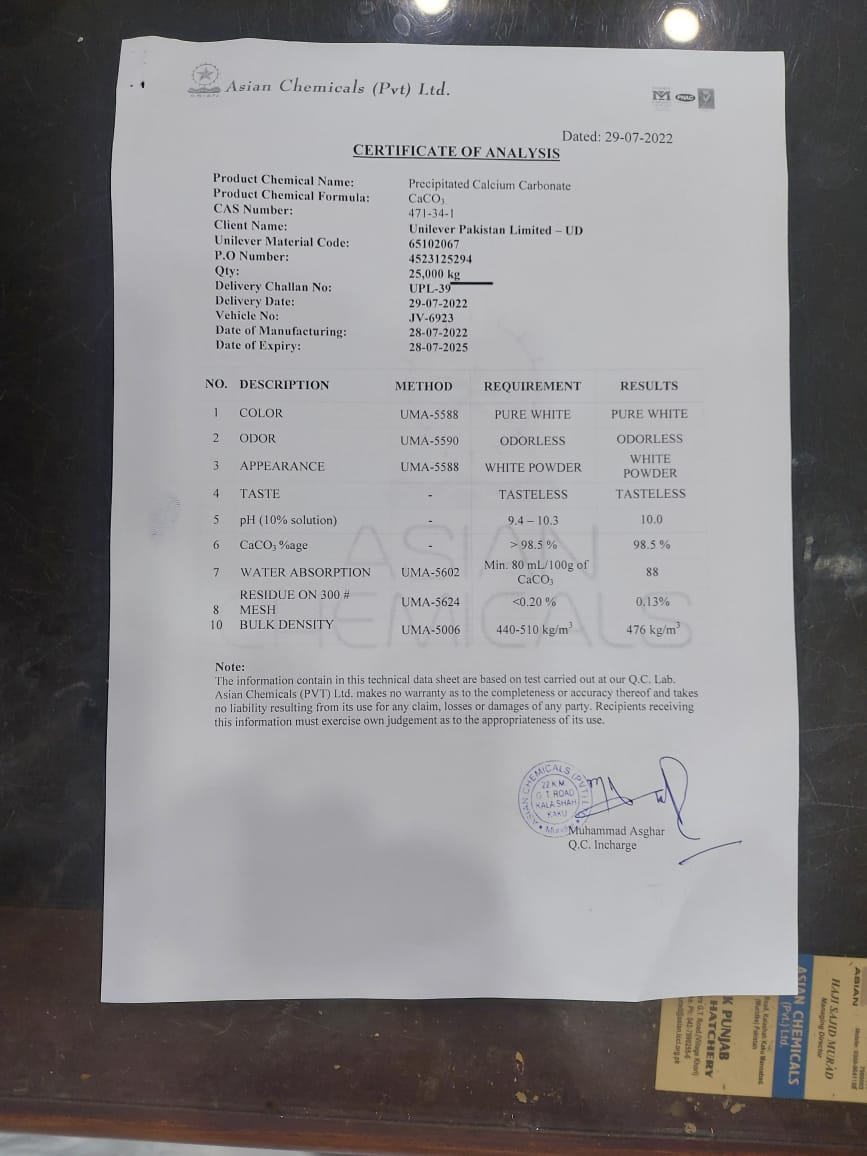 Asian Chemicals (Pvt) Ltd.
PNAC
Dated: 29-07-2022
CERTIFICATE OF ANALYSIS
Product Chemical Name: Precipitated Calcium Carbonate
Product Chemical Formula: CaCO₃
CAS Number: 471-34-1
Client Name: Unilever Pakistan Limited – UD
Unilever Material Code: 65102067
P.O Number: 4523125294
Qty: 25,000 kg
Delivery Challan No: UPL-39
Delivery Date: 29-07-2022
Vehicle No: JV-6923
Date of Manufacturing: 28-07-2022
Date of Expiry: 28-07-2025
NO. DESCRIPTION METHOD REQUIREMENT RESULTS
1 COLOR UMA-5588 PURE WHITE PURE WHITE
2 ODOR UMA-5590 ODORLESS ODORLESS
3 APPEARANCE UMA-5588 WHITE POWDER WHITE
POWDER
4 TASTE - TASTELESS TASTELESS
5 pH (10% solution) - 9.4 – 10.3 10.0
6 CaCO₃ %age - > 98.5 % 98.5 %
7 WATER ABSORPTION UMA-5602 Min. 80 mL/100g of
CaCO₃ 88
RESIDUE ON 300 #
8 MESH UMA-5624 <0.20 % 0.13%
10 BULK DENSITY UMA-5006 440-510 kg/m³ 476 kg/m³
ASIAN
CHEMICALS
Note:
The information contain in this technical data sheet are based on test carried out at our Q.C. Lab.
Asian Chemicals (PVT) Ltd. makes no warranty as to the completeness or accuracy thereof and takes
no liability resulting from its use for any claim, losses or damages of any party. Recipients receiving
this information must exercise own judgement as to the appropriateness of its use.
ASIAN CHEMICALS (PVT)
22 K.M.
G.T. ROAD
KALA SHAH
KAKU
Muhammad Asghar
Q.C. Incharge
ASIAN
HAJI SAJID MURAD
Managing Director
ASIAN CHEMICALS
(Pvt.) Ltd.
K PUNJAB
HATCHERY